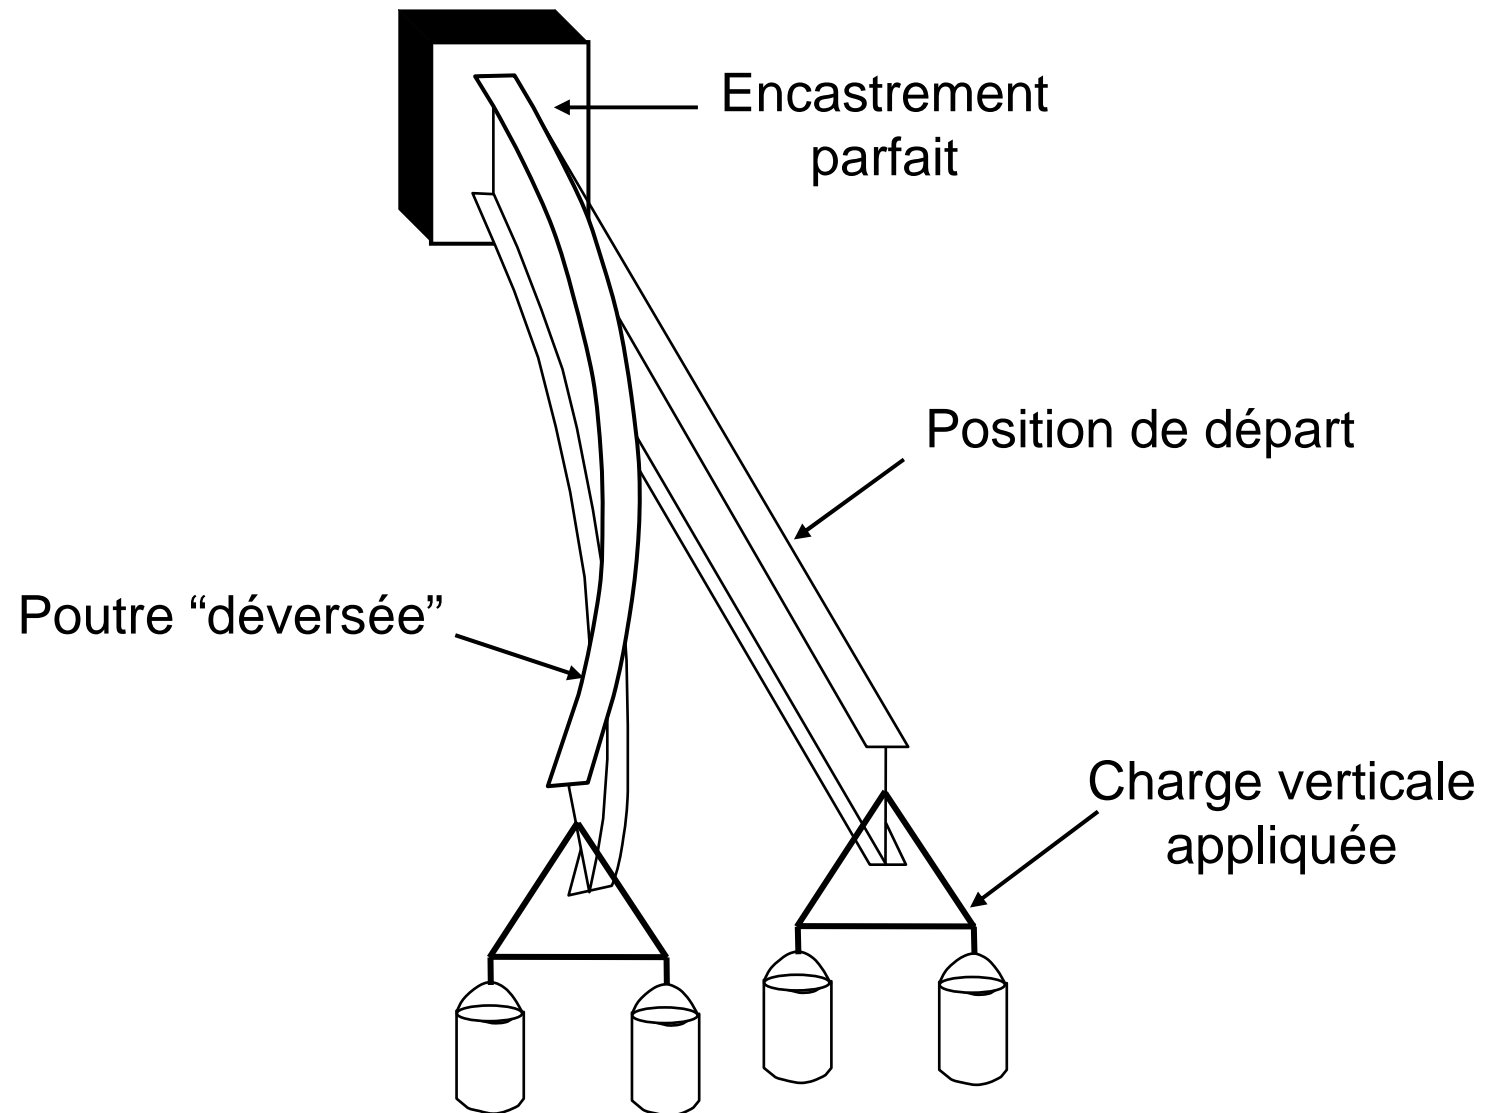 Encastrement
parfait
Position de départ
Poutre “déversée”
Charge verticale
appliquée